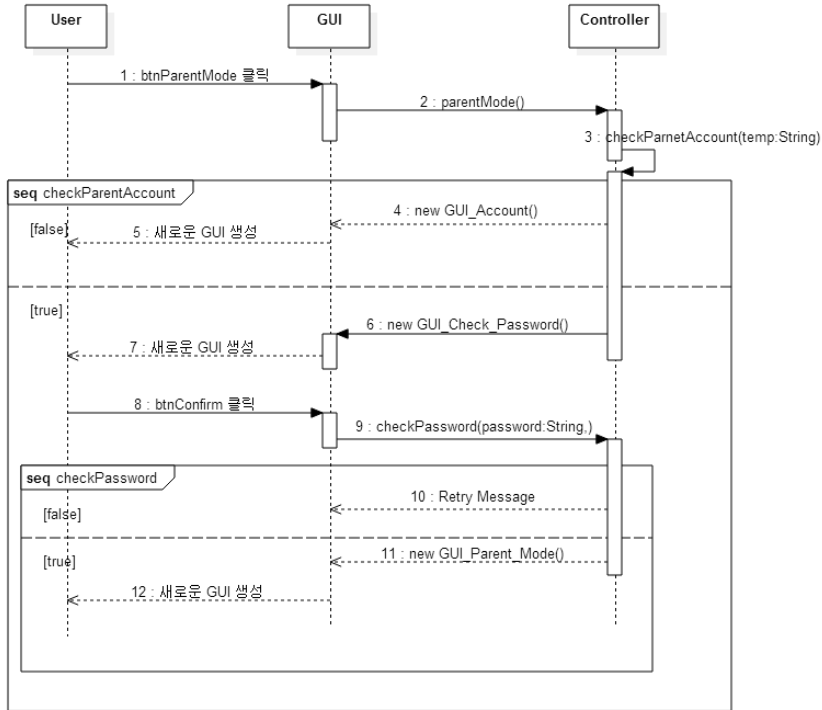 User
GUI
Controller
1 : btnParentMode 클릭
2 : parentMode()
3 : checkParnetAccount(temp:String)
seq checkParentAccount
4 : new GUI_Account()
[false]
5 : 새로운 GUI 생성
[true]
6 : new GUI_Check_Password()
7 : 새로운 GUI 생성
8 : btnConfirm 클릭
9 : checkPassword(password:String,)
seq checkPassword
10 : Retry Message
[false]
11 : new GUI_Parent_Mode()
[true]
12 : 새로운 GUI 생성